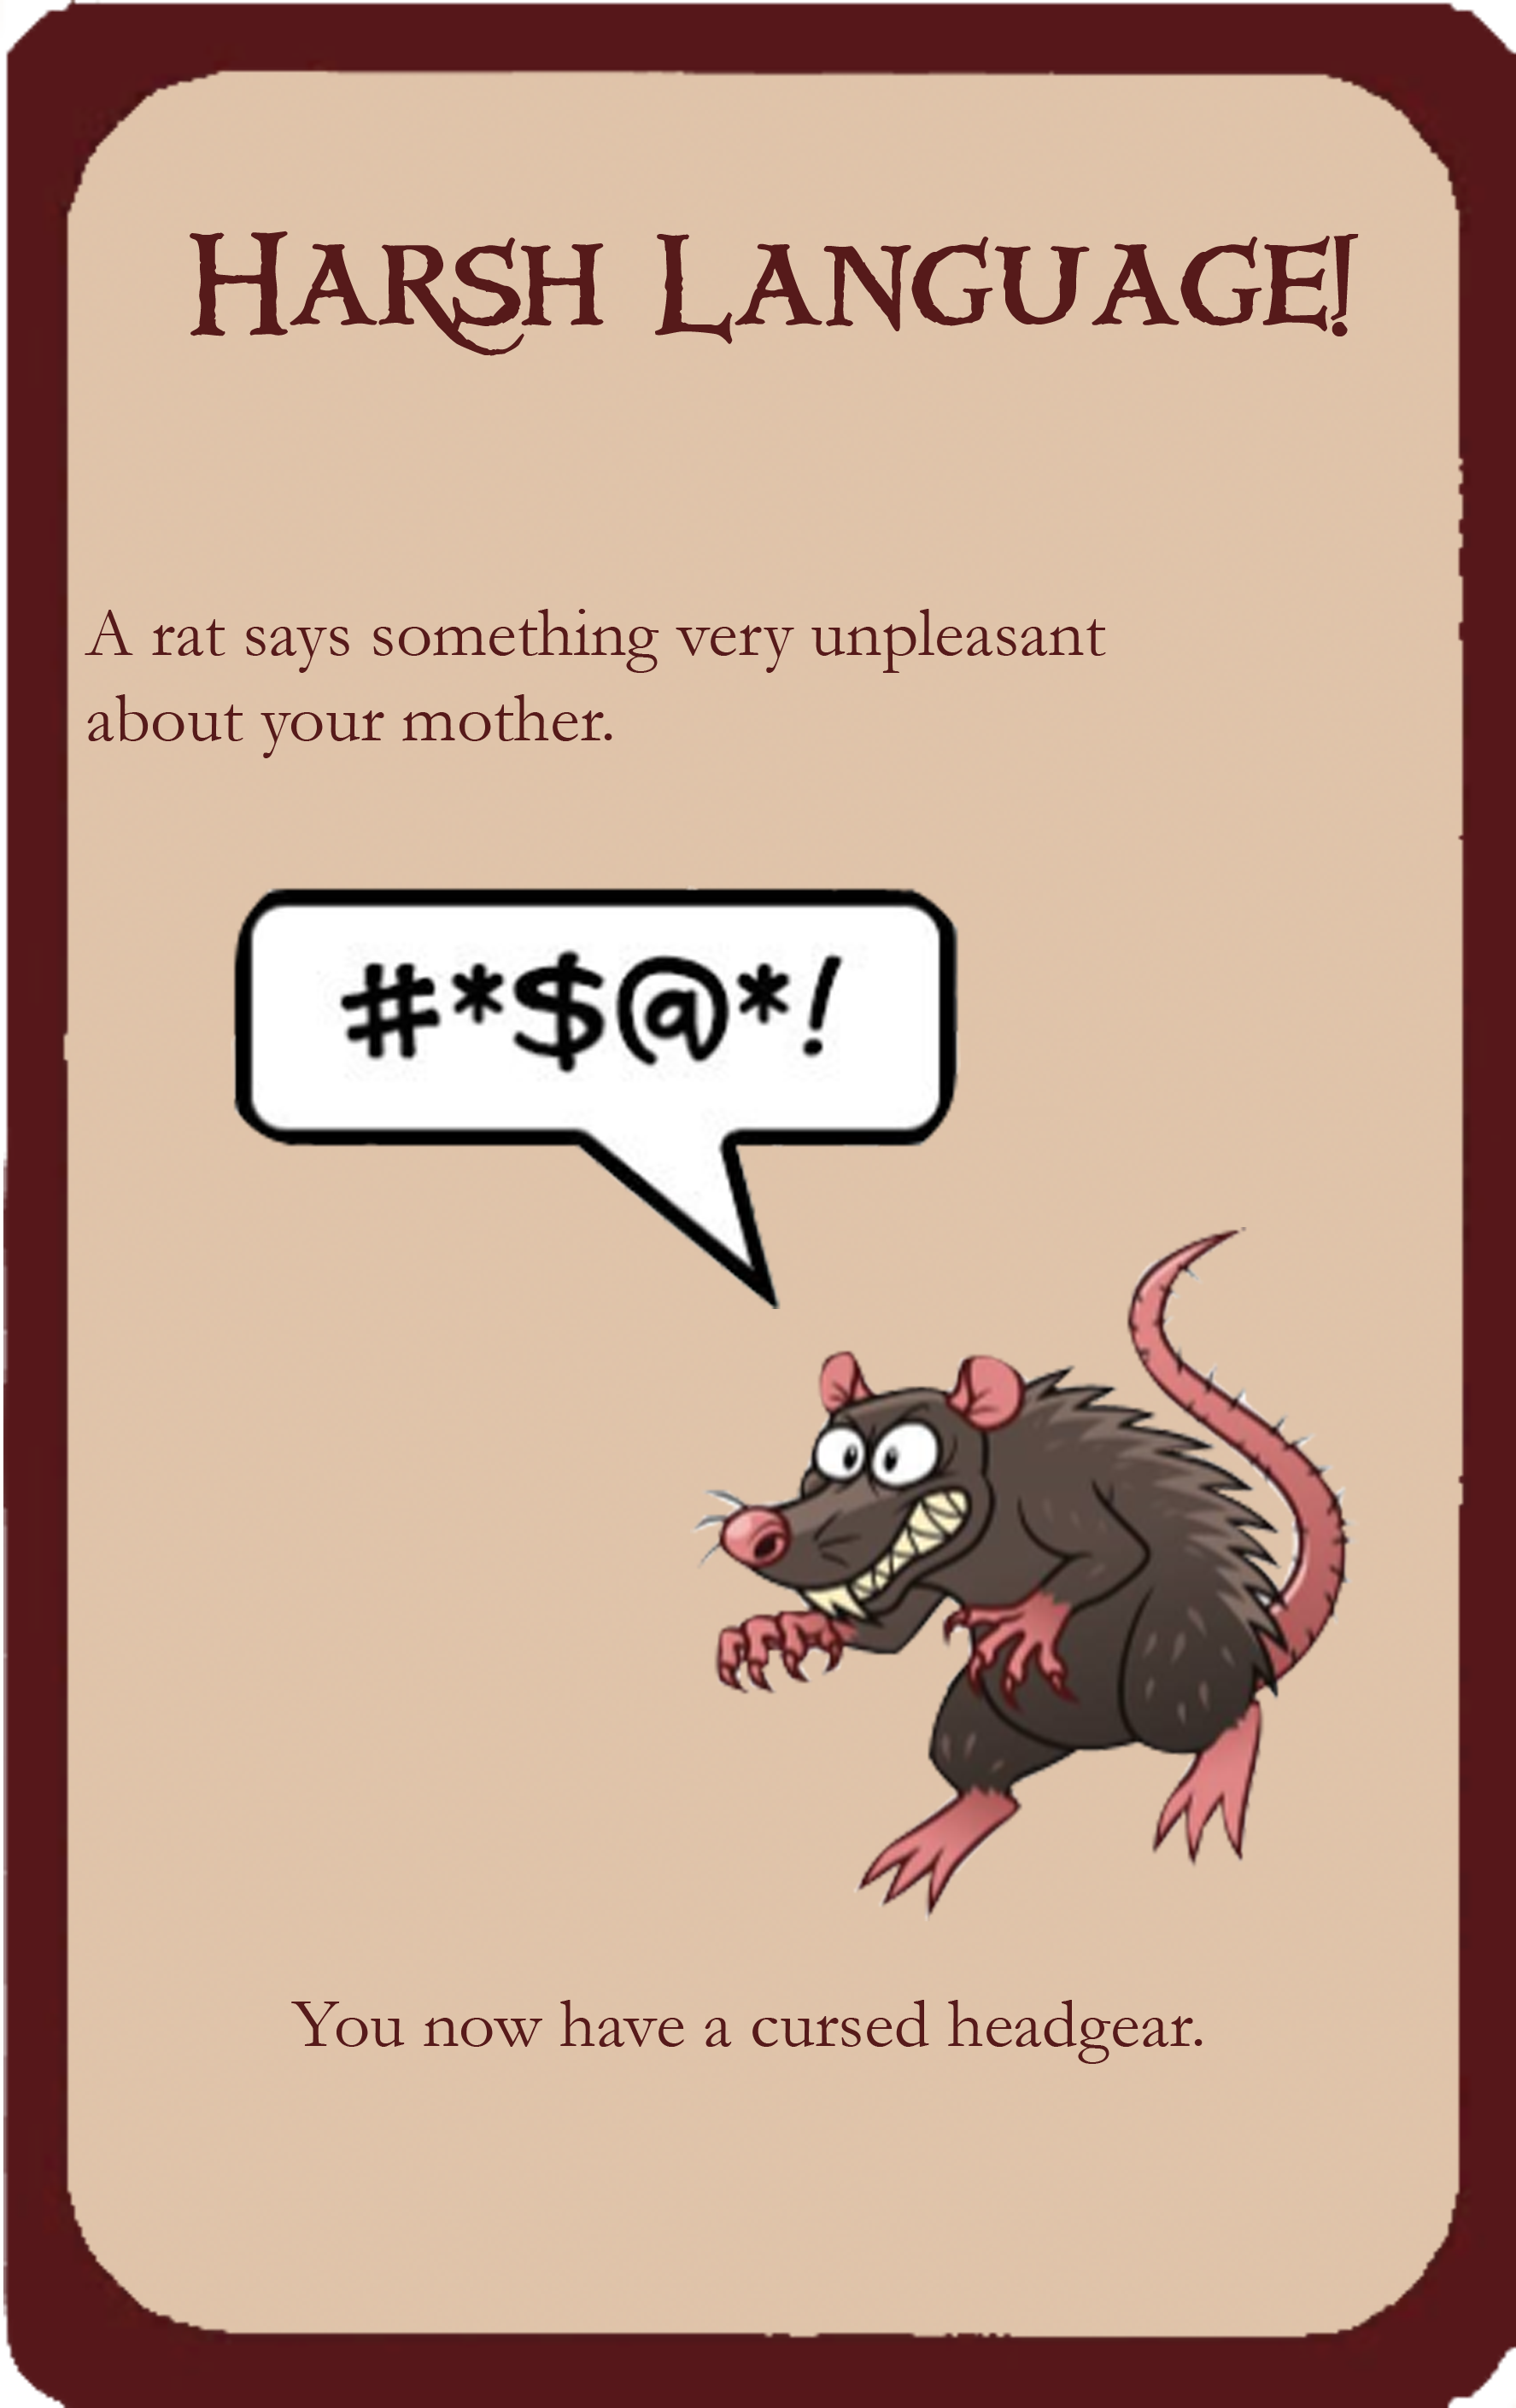 Harsh Language!
A rat says something very unpleasant
about your mother.
#*$@*!
You now have a cursed headgear.